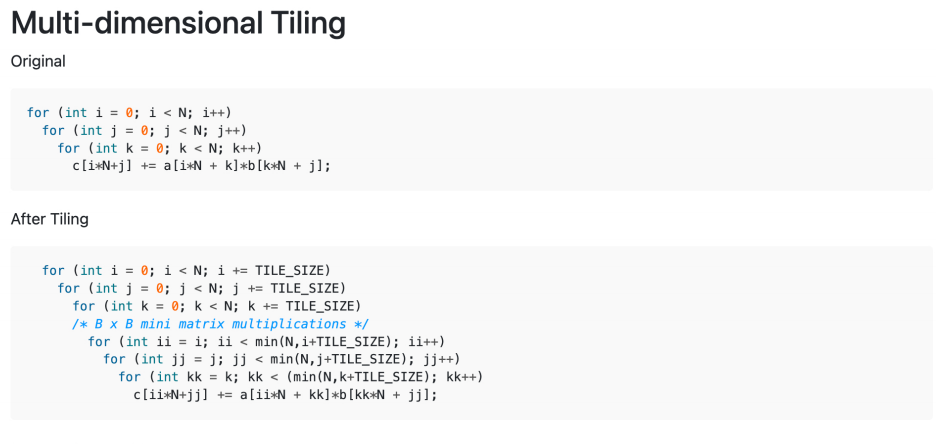 Multi-dimensional Tiling
Original
for (int i = 0; i < N; i++)
  for (int j = 0; j < N; j++)
    for (int k = 0; k < N; k++)
      c[i*N+j] += a[i*N + k]*b[k*N + j];
After Tiling
  for (int i = 0; i < N; i += TILE_SIZE)
    for (int j = 0; j < N; j += TILE_SIZE)
      for (int k = 0; k < N; k += TILE_SIZE)
      /* B x B mini matrix multiplications */
        for (int ii = i; ii < min(N,i+TILE_SIZE); ii++)
          for (int jj = j; jj < min(N,j+TILE_SIZE); jj++)
            for (int kk = k; kk < (min(N,k+TILE_SIZE); kk++)
              c[ii*N+jj] += a[ii*N + kk]*b[kk*N + jj];